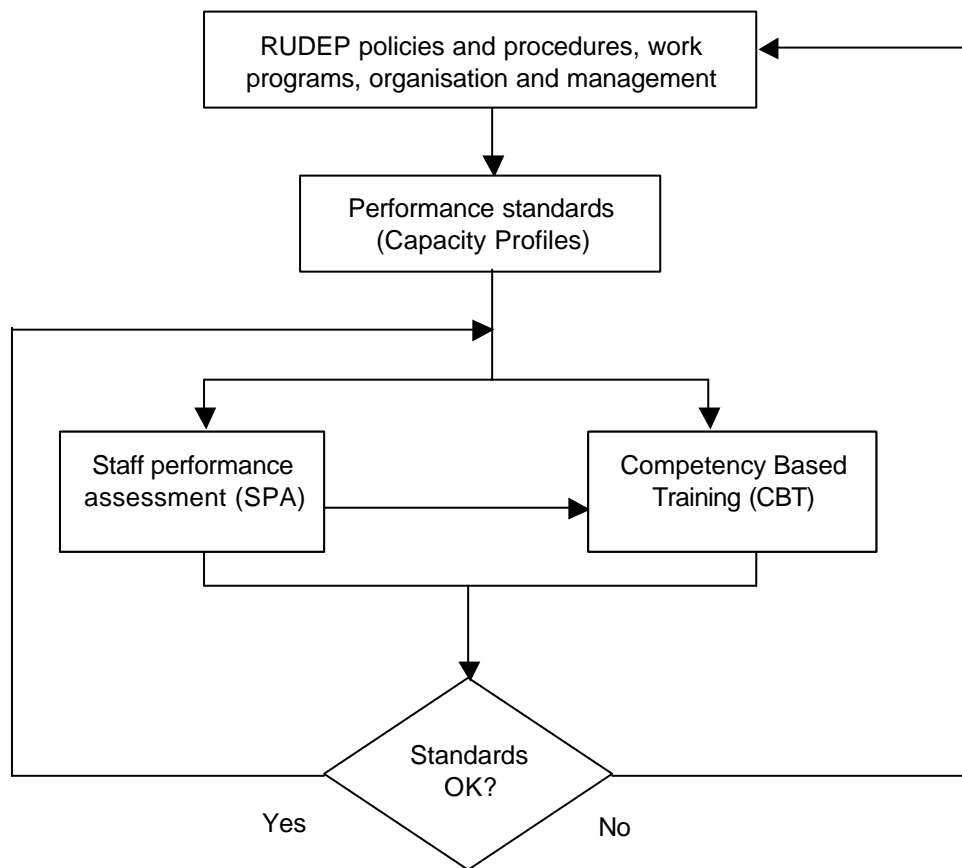 RUDEP policies and procedures, work
programs, organisation and management
Performance standards
(Capacity Profiles)
Staff performance
assessment (SPA)
Competency Based
Training (CBT)
Standards
OK?
Yes
No